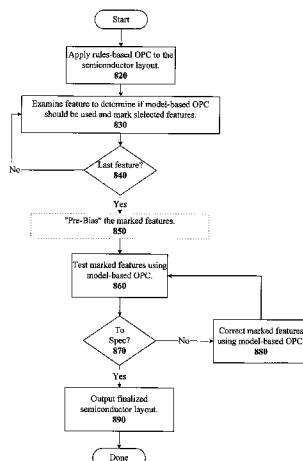 Start
Apply rules-based OPC to the
semiconductor layout.
820
Examine feature to determine if model-based OPC
should be used and mark slelected features.
830
No
Last feature?
840
Yes
"Pre-Bias" the marked features.
850
Test marked features using
model-based OPC.
860
To
Spec?
870
No
Correct marked features
using model-based OPC
880
Yes
Output finalized
semiconductor layout.
890
Done